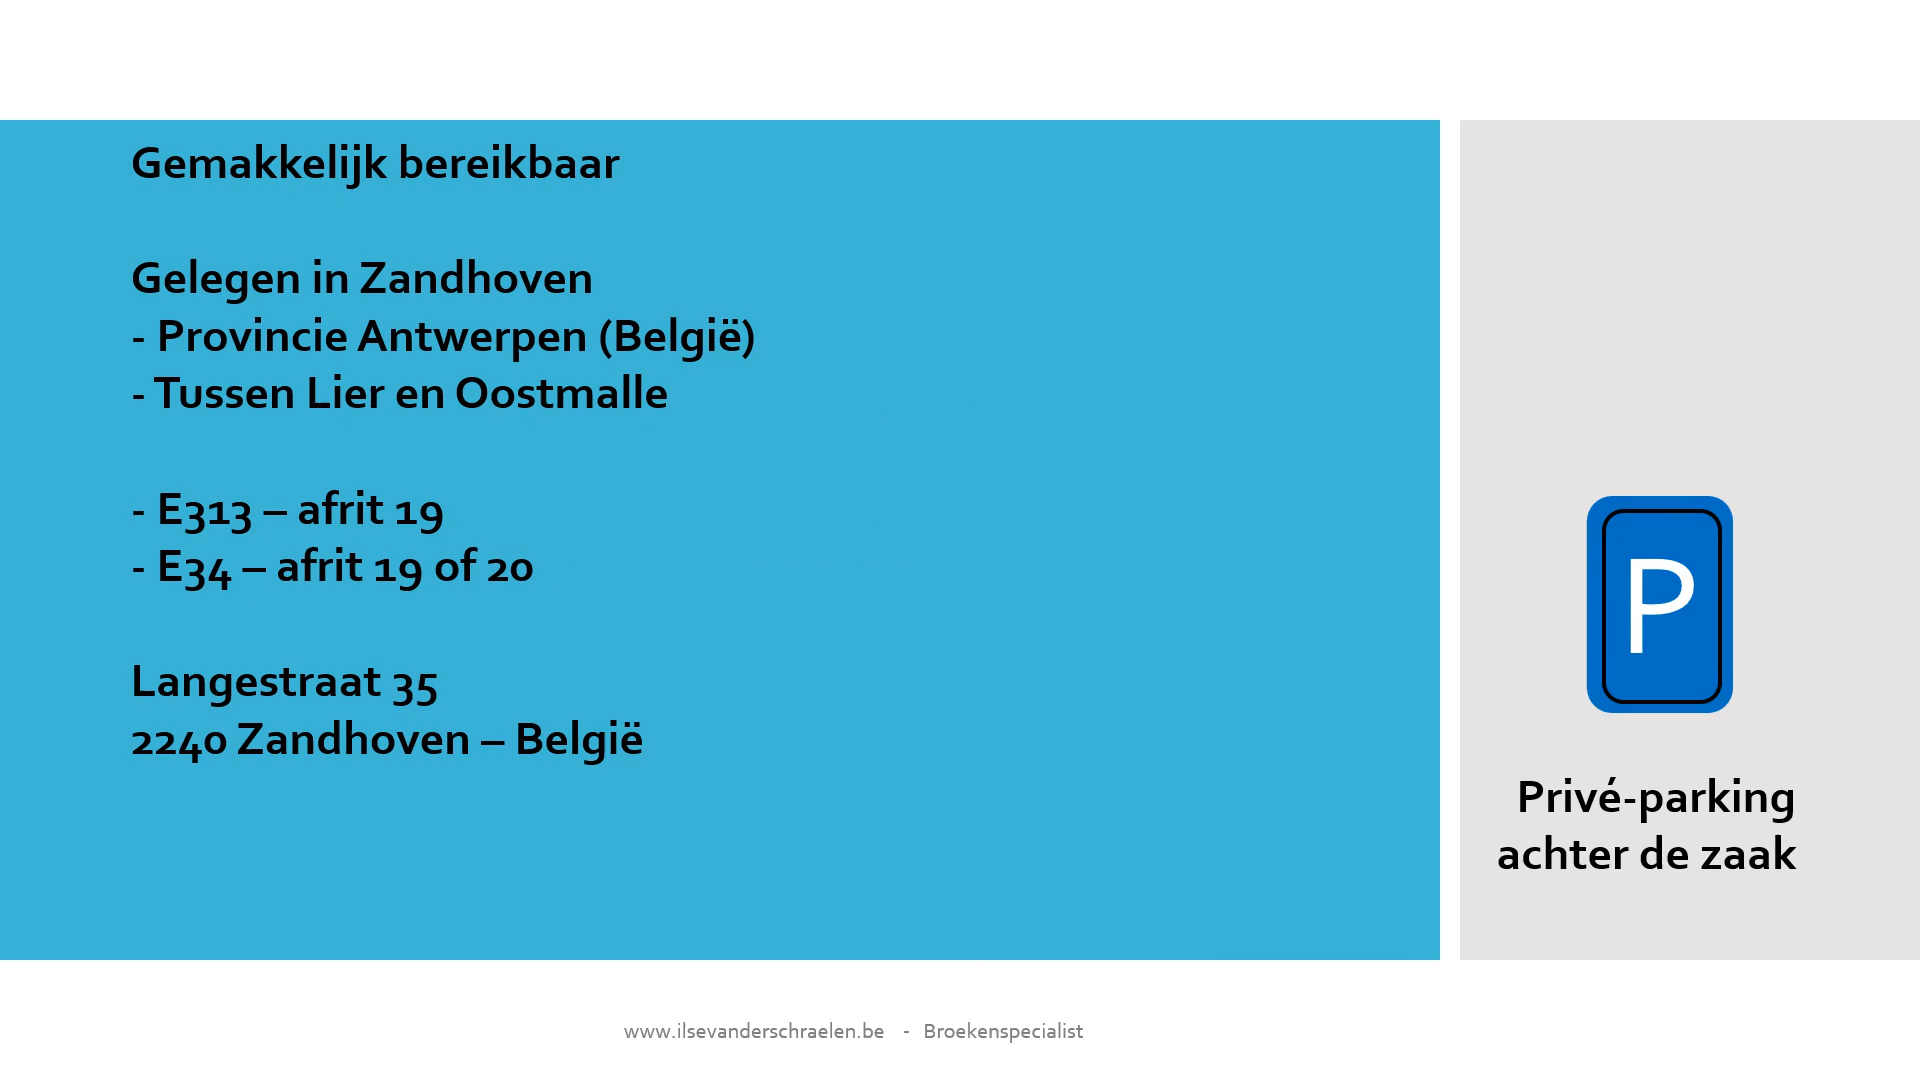 Gemakkelijk bereikbaar
Gelegen in Zandhoven
- Provincie Antwerpen (België)
- Tussen Lier en Oostmalle
- E313 – afrit 19
- E34 – afrit 19 of 20
Langestraat 35
2240 Zandhoven – België
P
Privé-parking
achter de zaak
www.ilsevanderschraelen.be - Broekenspecialist